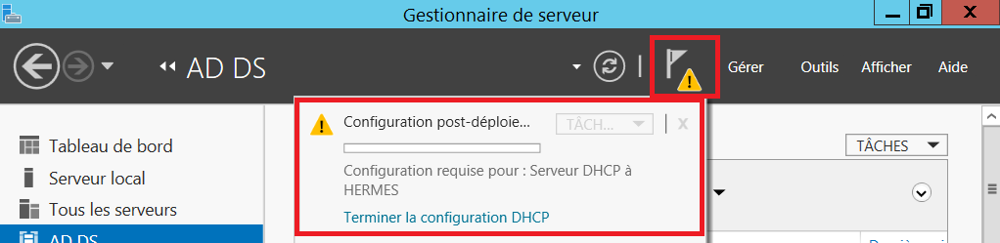 Gestionnaire de serveur
AD DS
Gérer Outils Afficher Aide
Configuration post-déploie... TÂCH... X
Configuration requise pour : Serveur DHCP à
HERMES
Terminer la configuration DHCP
Tableau de bord
Serveur local
Tous les serveurs
AD DS
TÂCHES